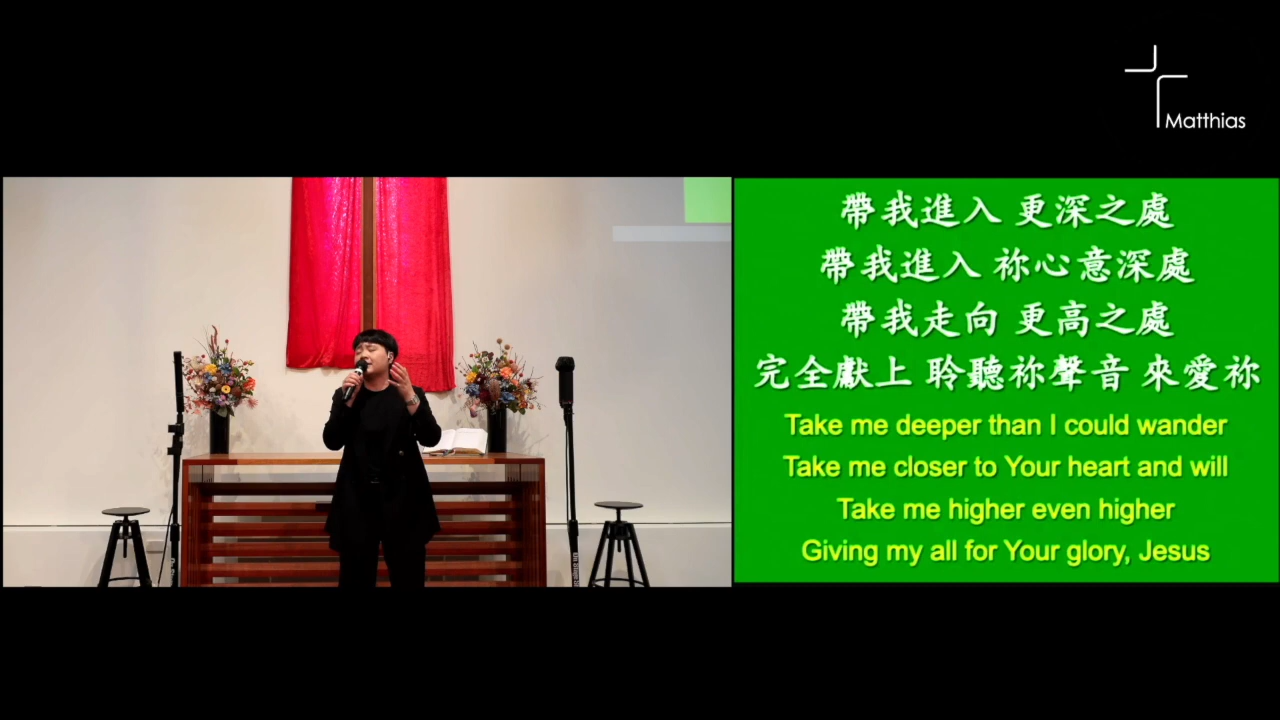 Matthias
帶我進入 更深之處
帶我進入 祢心意深處
帶我走向 更高之處
完全獻上 聆聽祢聲音 來愛祢
Take me deeper than I could wander
Take me closer to Your heart and will
Take me higher even higher
Giving my all for Your glory, Jesus